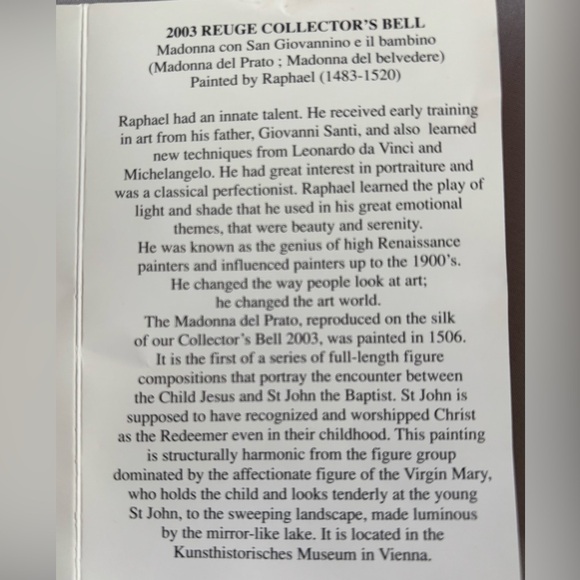 2003 REUGE COLLECTOR'S BELL
Madonna con San Giovannino e il bambino
(Madonna del Prato ; Madonna del belvedere)
Painted by Raphael (1483-1520)
Raphael had an innate talent. He received early training
in art from his father, Giovanni Santi, and also learned
new techniques from Leonardo da Vinci and
Michelangelo. He had great interest in portraiture and
was a classical perfectionist. Raphael learned the play of
light and shade that he used in his great emotional
themes, that were beauty and serenity.
He was known as the genius of high Renaissance
painters and influenced painters up to the 1900's.
He changed the way people look at art;
he changed the art world.
The Madonna del Prato, reproduced on the silk
of our Collector's Bell 2003, was painted in 1506.
It is the first of a series of full-length figure
compositions that portray the encounter between
the Child Jesus and St John the Baptist. St John is
supposed to have recognized and worshipped Christ
as the Redeemer even in their childhood. This painting
is structurally harmonic from the figure group
dominated by the affectionate figure of the Virgin Mary,
who holds the child and looks tenderly at the young
St John, to the sweeping landscape, made luminous
by the mirror-like lake. It is located in the
Kunsthistorisches Museum in Vienna.